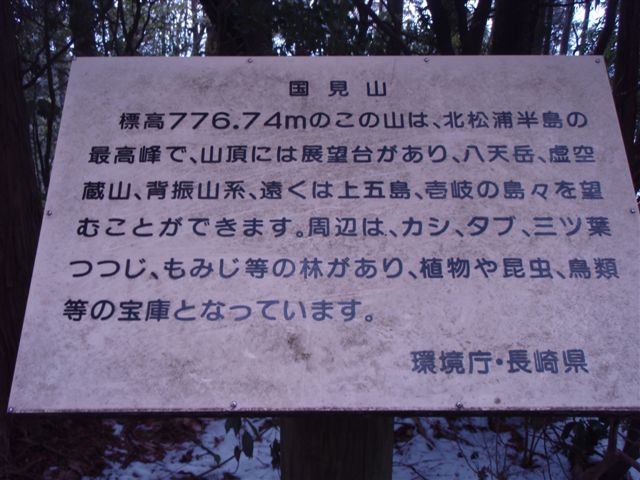 国見山
標高776.74mのこの山は、北松浦半島の
最高峰で、山頂には展望台があり、八天岳、虚空
蔵山、背振山系、遠くは上五島、壱岐の島々を望
むことができます。周辺は、カシ、タブ、三ツ葉
つつじ、もみじ等の林があり、植物や昆虫、鳥類
等の宝庫となっています。
環境庁・長崎県